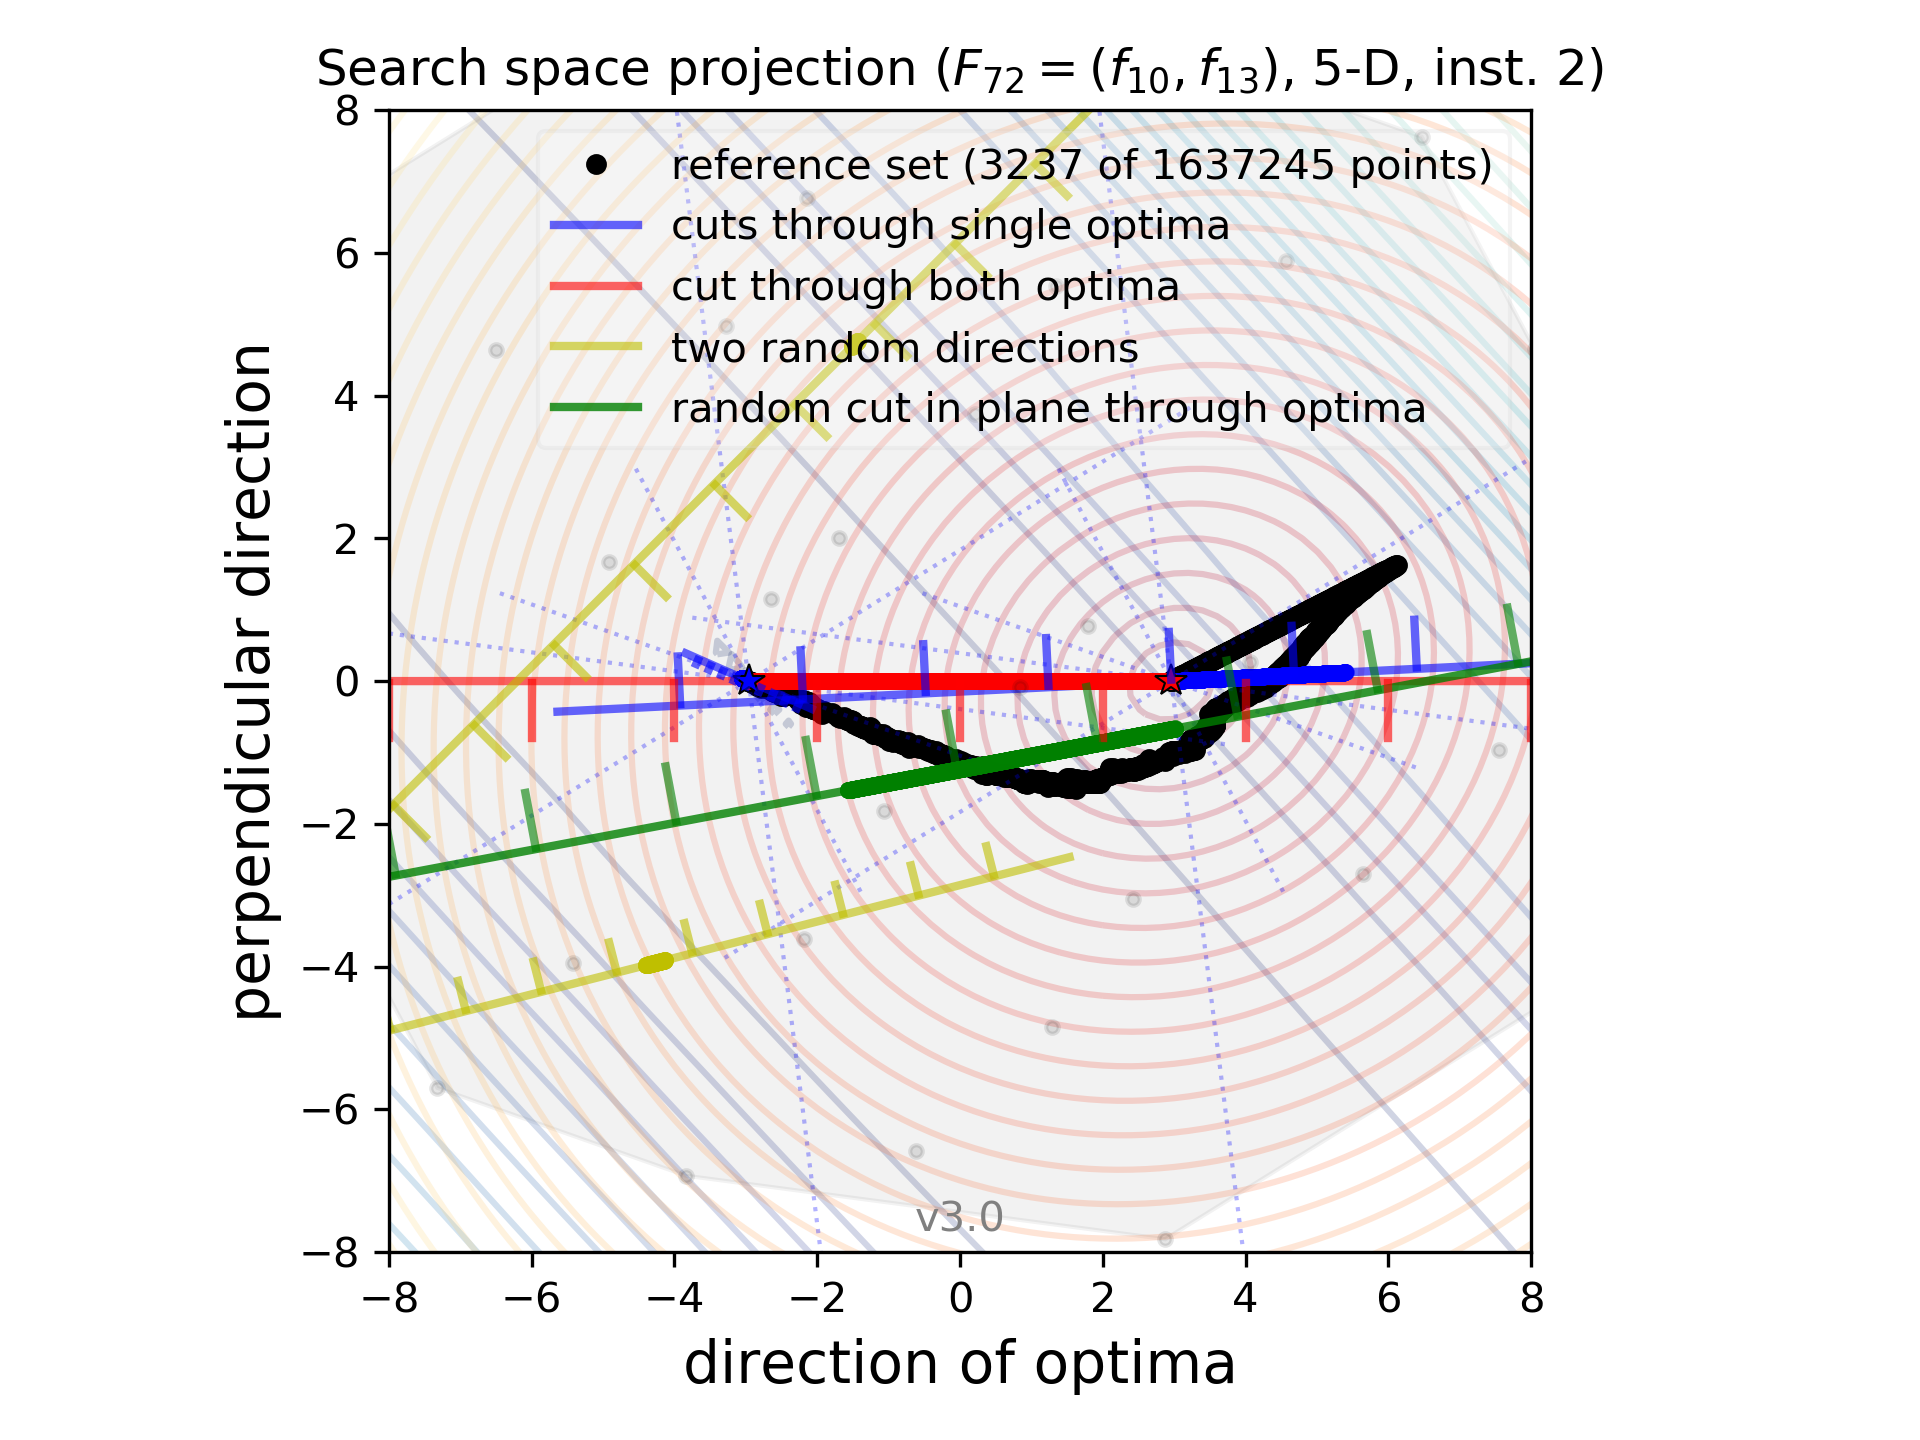 Search space projection (F72 = (f10, f13), 5-D, inst. 2)
reference set (3237 of 1637245 points)
cuts through single optima
cut through both optima
two random directions
random cut in plane through optima
perpendicular direction
8
6
4
2
0
−2
−4
−6
−8
v3.0
−8 −6 −4 −2 0 2 4 6 8
direction of optima